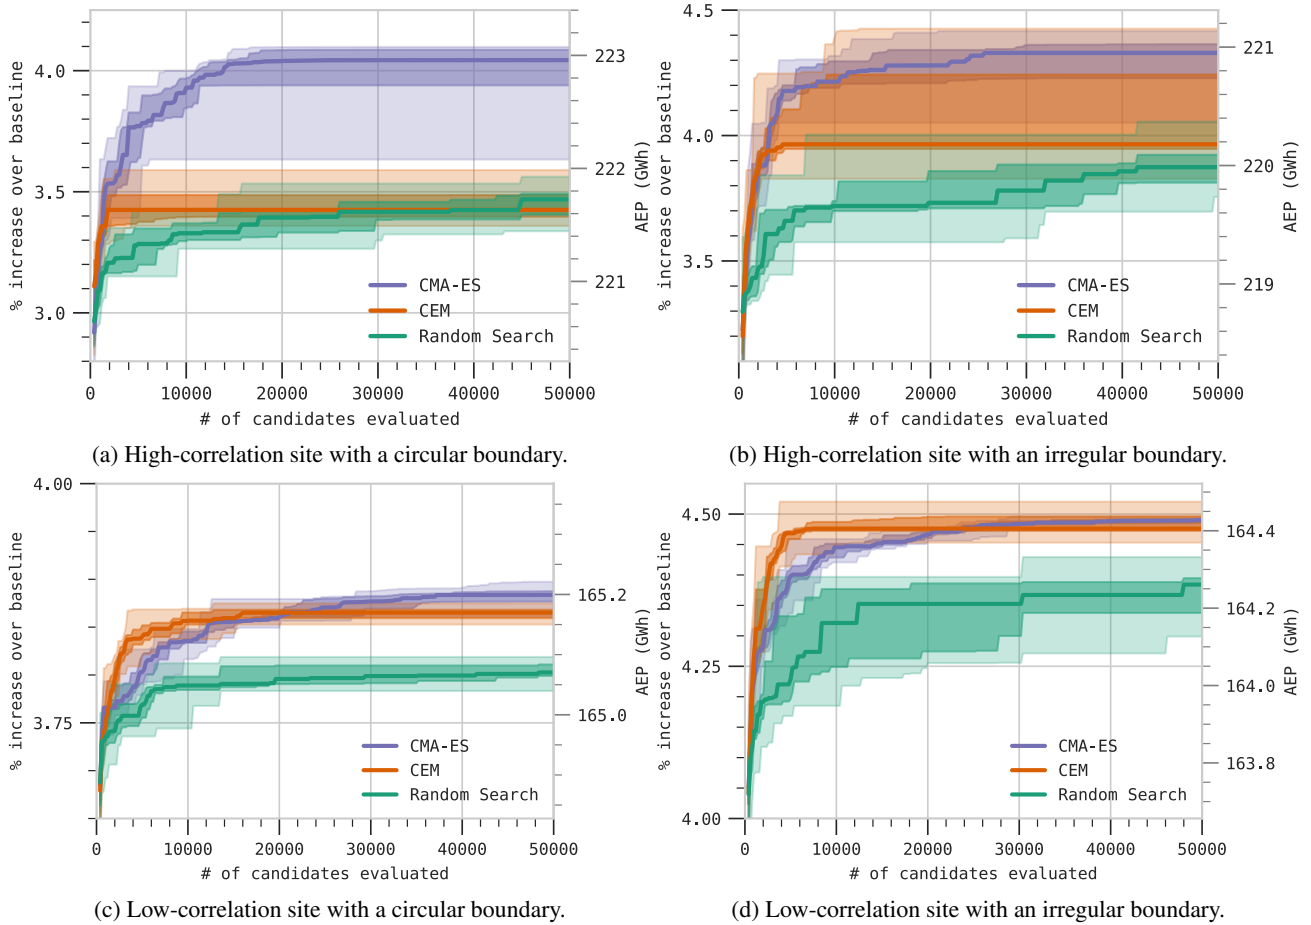 % increase over baseline
4.0
3.5
3.0
0
10000
20000
30000
40000
50000
# of candidates evaluated
223
222
221
AEP (GWh)
CMA-ES
CEM
Random Search
(a) High-correlation site with a circular boundary.
% increase over baseline
4.5
4.0
3.5
0
10000
20000
30000
40000
50000
# of candidates evaluated
221
220
219
AEP (GWh)
CMA-ES
CEM
Random Search
(b) High-correlation site with an irregular boundary.
% increase over baseline
4.00
3.75
0
10000
20000
30000
40000
50000
# of candidates evaluated
165.2
165.0
AEP (GWh)
CMA-ES
CEM
Random Search
(c) Low-correlation site with a circular boundary.
% increase over baseline
4.50
4.25
4.00
0
10000
20000
30000
40000
50000
# of candidates evaluated
164.4
164.2
164.0
163.8
AEP (GWh)
CMA-ES
CEM
Random Search
(d) Low-correlation site with an irregular boundary.